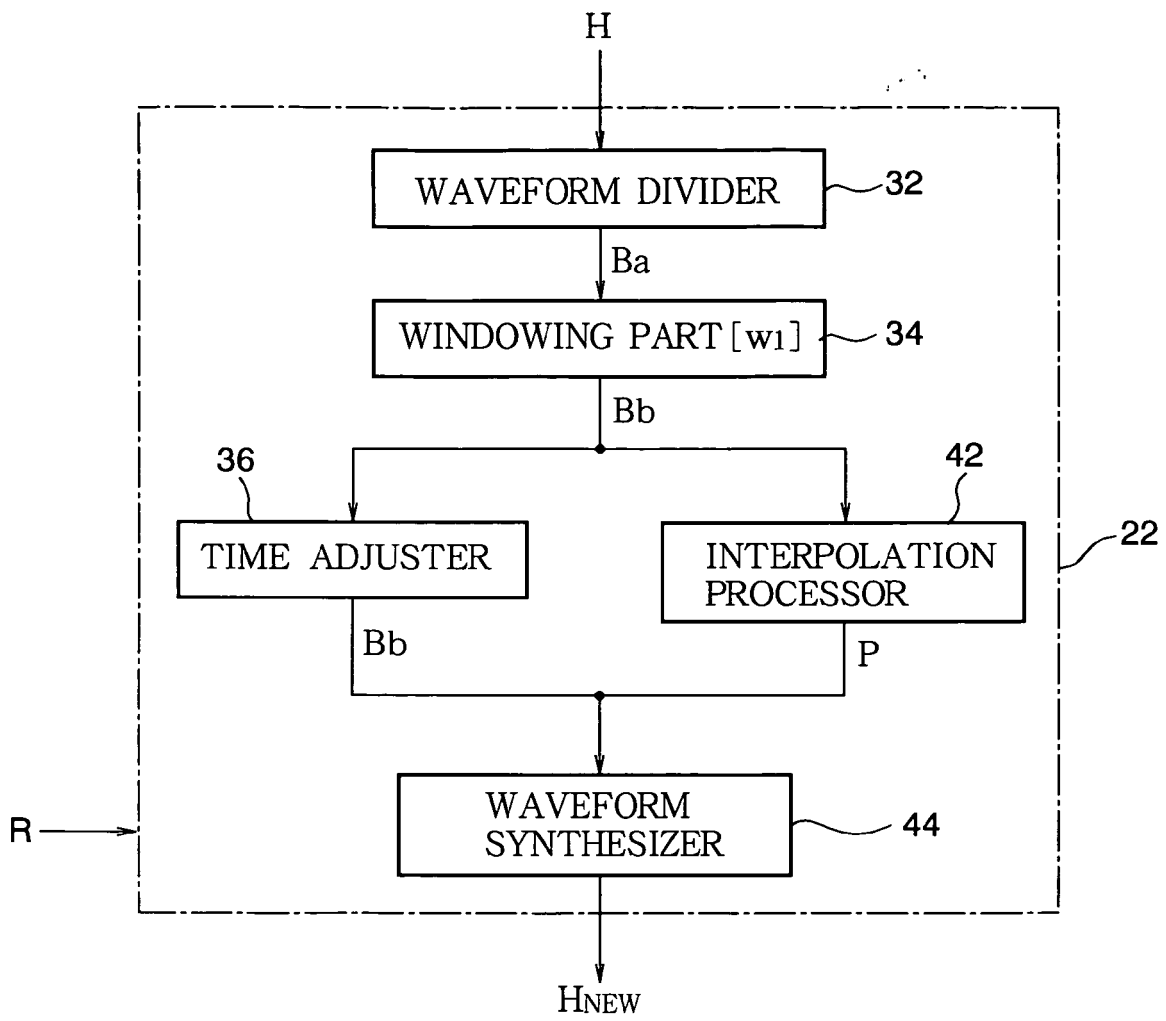 H
WAVEFORM DIVIDER
32
Ba
WINDOWING PART [w1]
34
Bb
36
42
TIME ADJUSTER
INTERPOLATION
PROCESSOR
22
Bb
P
WAVEFORM
SYNTHESIZER
44
R
HNEW